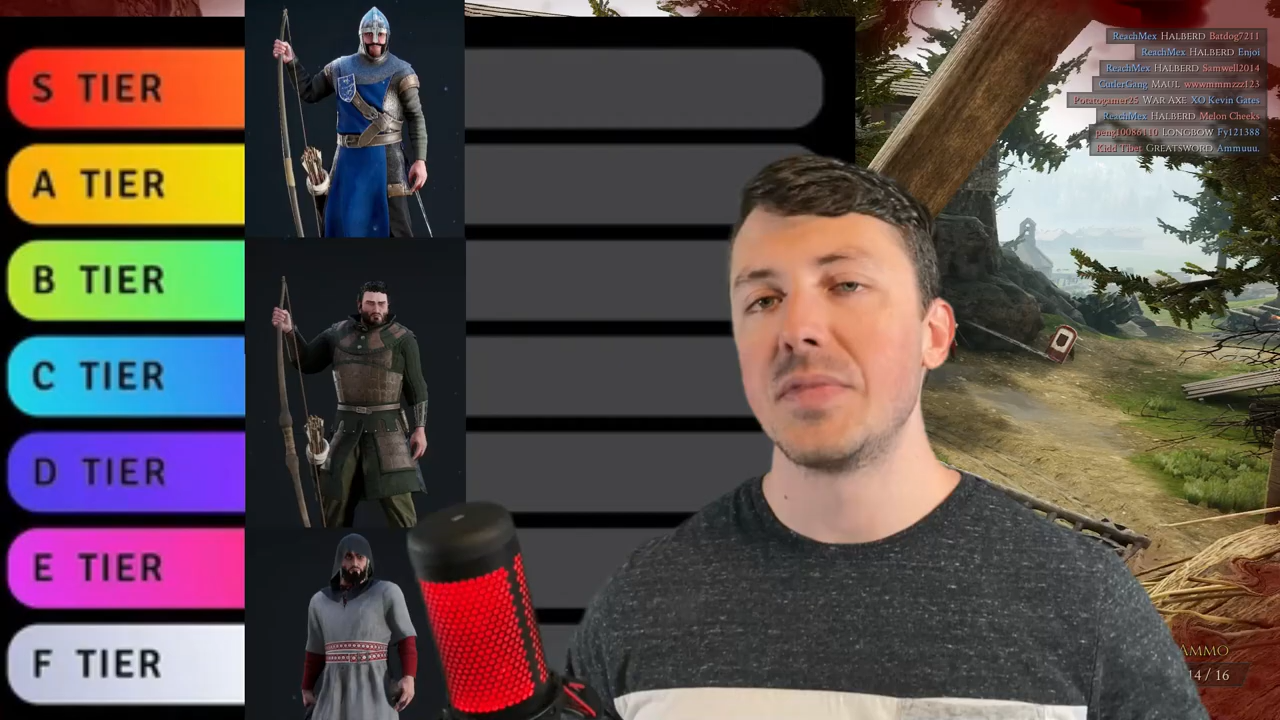 S TIER
A TIER
B TIER
C TIER
D TIER
E TIER
F TIER
ReachMex HALBERD Batdog7211
ReachMex HALBERD Enjoi
ReachMex HALBERD Samwell2014
CutlerGang MAUL wwwmmmzzz123
Potatogamer25 WAR AXE XO Kevin Gates
ReachMex HALBERD Melon Cheeks
peng10086110 LONGBOW Fy121388
Kidd Tibet GREATSWORD Ammuuu.
AMMO
14 / 16